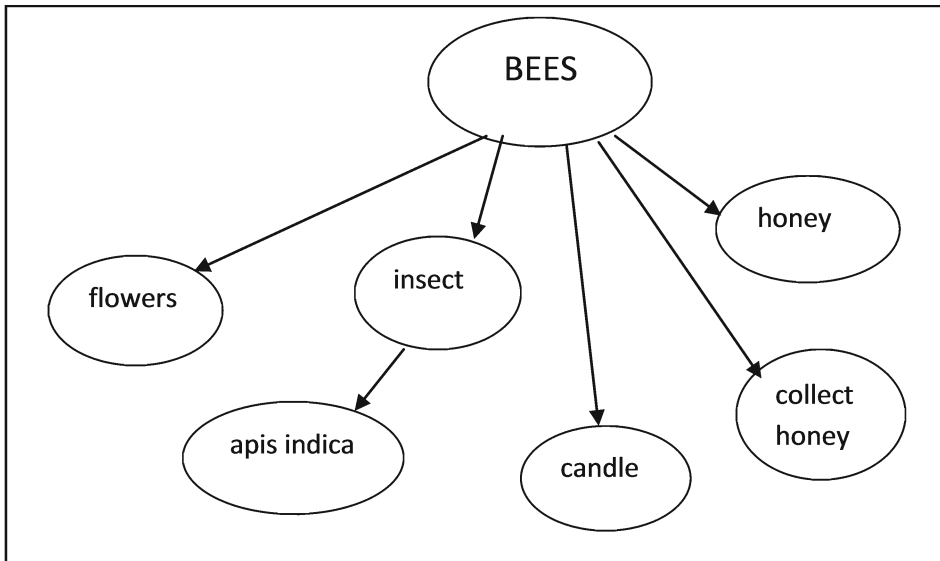 BEES
honey
insect
flowers
collect
honey
apis indica
candle